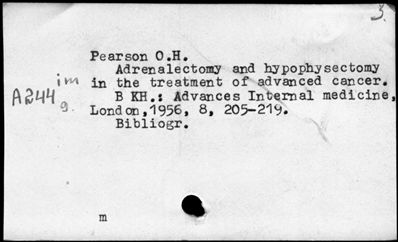 3.
Pearson O.H.
Adrenalectomy and hypophysectomy
in the treatment of advanced cancer.
В КН.: Advances Internal medicine,
London,1956, 8, 205-219.
Bibliogr.
A244 im
g.
m